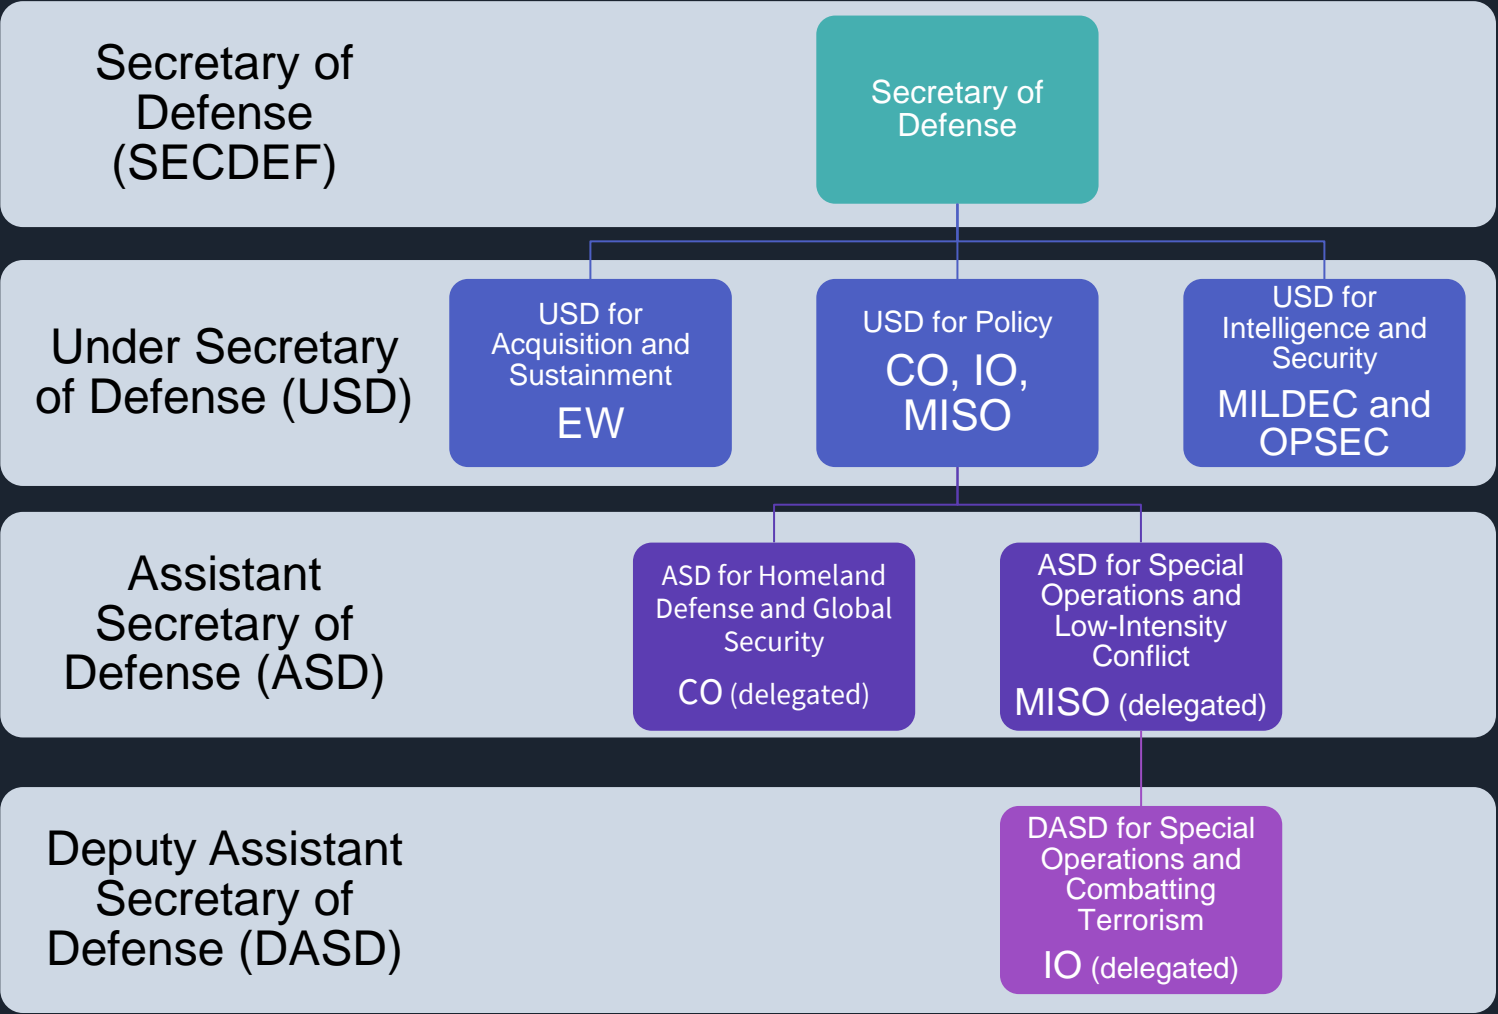 Secretary of
Defense
(SECDEF)
Secretary of
Defense
Under Secretary
of Defense (USD)
USD for
Acquisition and
Sustainment
EW
USD for Policy
CO, IO,
MISO
USD for
Intelligence and
Security
MILDEC and
OPSEC
Assistant
Secretary of
Defense (ASD)
ASD for Homeland
Defense and Global
Security
CO (delegated)
ASD for Special
Operations and
Low-Intensity
Conflict
MISO (delegated)
Deputy Assistant
Secretary of
Defense (DASD)
DASD for Special
Operations and
Combatting
Terrorism
IO (delegated)